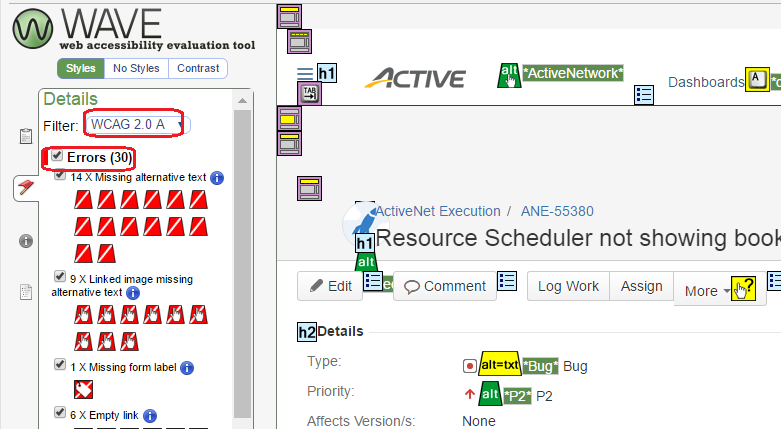 WAVE
web accessibility evaluation tool
Styles No Styles Contrast
Details
Filter: WCAG 2.0 A
Errors (30)
14 X Missing alternative text
9 X Linked image missing
alternative text
1 X Missing form label
6 X Empty link
h1 ACTIVE alt *ActiveNetwork* Dashboards A
TAB
ActiveNet Execution / ANE-55380
h1 Resource Scheduler not showing book
alt
Edit Comment Log Work Assign More ?
h2 Details
Type: alt=txt *Bug* Bug
Priority: alt *P2* P2
Affects Version/s: None